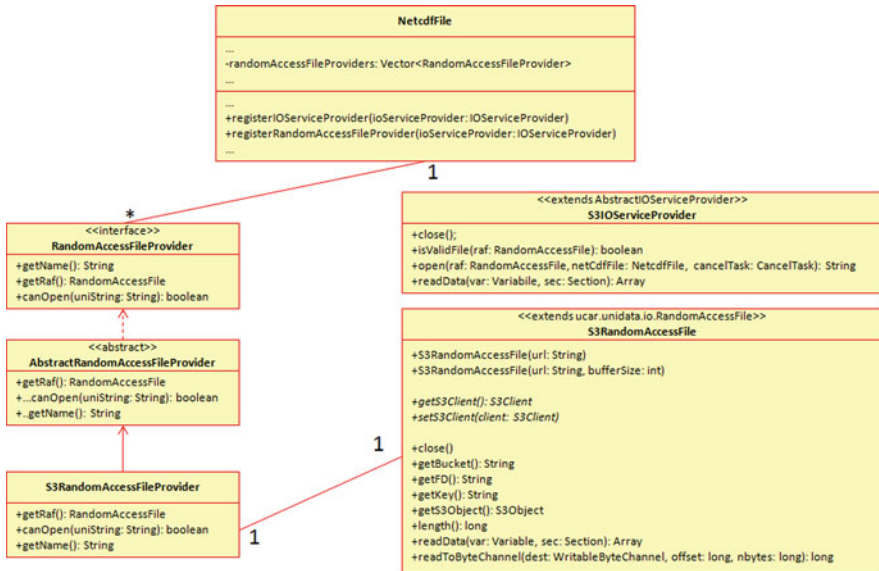 NetcdfFile
...
-randomAccessFileProviders: Vector<RandomAccessFileProvider>
...
...
+registerIOServiceProvider(ioServiceProvider: IOServiceProvider)
+registerRandomAccessFileProvider(ioServiceProvider: IOServiceProvider)
...
1
*
<<interface>>
RandomAccessFileProvider
+getName(): String
+getRaf(): RandomAccessFile
+canOpen(uniString: String): boolean
<<extends AbstractIOServiceProvider>>
S3IOServiceProvider
+close();
+isValidFile(raf: RandomAccessFile): boolean
+open(raf: RandomAccessFile, netCdfFile: NetcdfFile, cancelTask: CancelTask): String
+readData(var: Variabile, sec: Section): Array
<<abstract>>
AbstractRandomAccessFileProvider
+getRaf(): RandomAccessFile
+...canOpen(uniString: String): boolean
+..getName(): String
<<extends ucar.unidata.io.RandomAccessFile>>
S3RandomAccessFile
+S3RandomAccessFile(url: String)
+S3RandomAccessFile(url: String, bufferSize: int)
+getS3Client(): S3Client
+setS3Client(client: S3Client)
+close()
+getBucket(): String
+getFD(): String
+getKey(): String
+getS3Object(): S3Object
+length(): long
+readData(var: Variable, sec: Section): Array
+readToByteChannel(dest: WritableByteChannel, offset: long, nbytes: long): long
1
S3RandomAccessFileProvider
+getRaf(): RandomAccessFile
+canOpen(uniString: String): boolean
+getName(): String
1